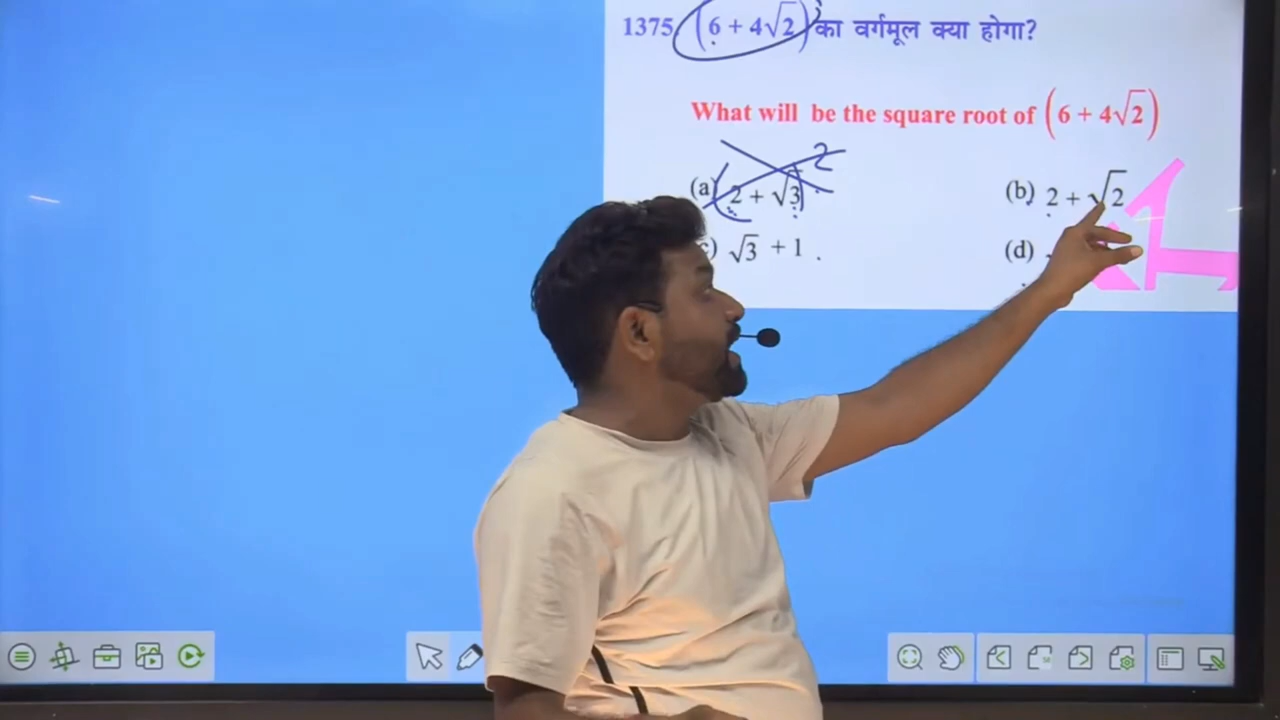 1375 (6 + 4√2) का वर्गमूल क्या होगा?
What will be the square root of (6 + 4√2)
(a) 2 + √3 2
(b) 2 + √2
) √3 + 1 .
(d)